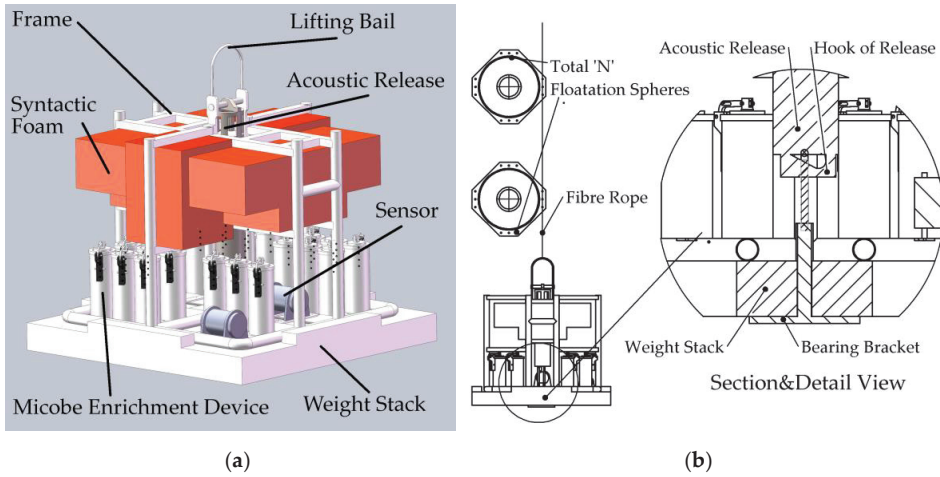 Frame
Lifting Bail
Acoustic Release
Syntactic
Foam
Sensor
Micobe Enrichment Device
Weight Stack
(a)
Total 'N'
Floatation Spheres
Fibre Rope
Acoustic Release
Hook of Release
Weight Stack
Bearing Bracket
Section&Detail View
(b)